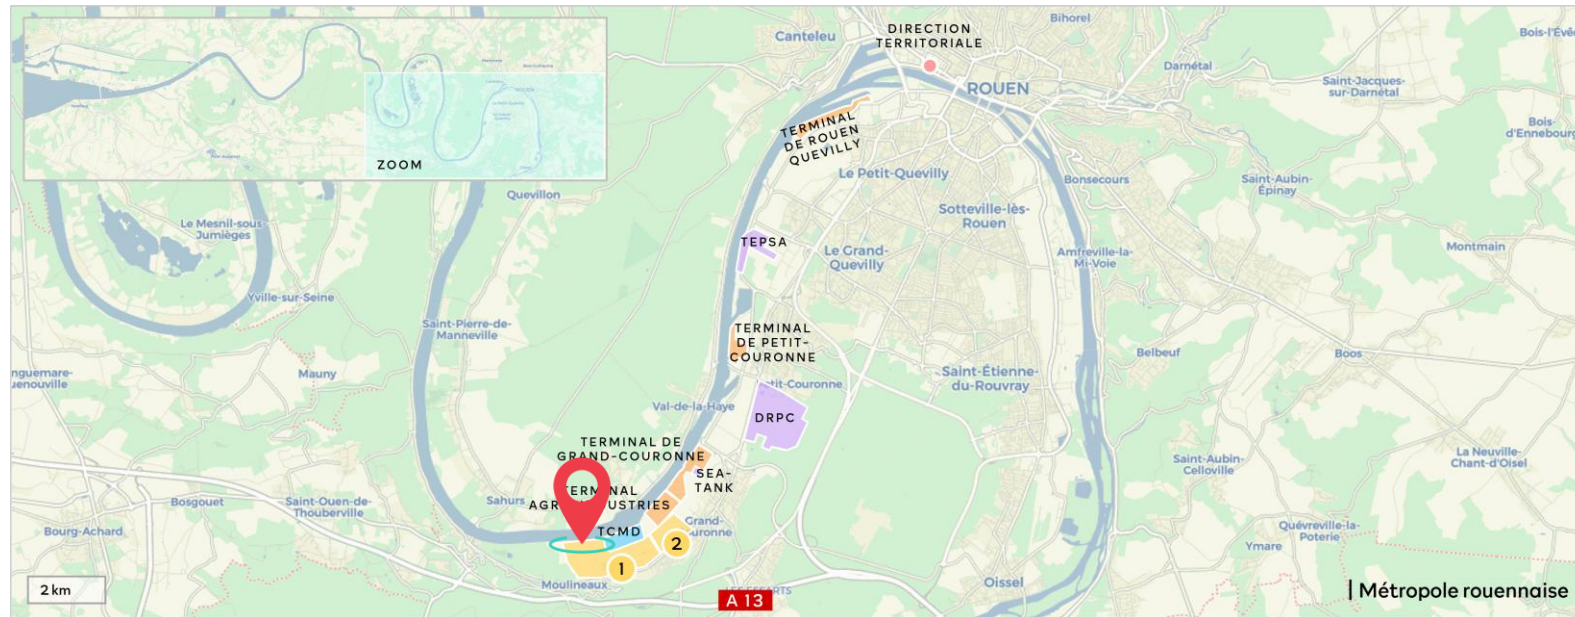 Bihorel
DIRECTION
TERRITORIALE
Canteleu
Darnétal
Saint-Jacques-
sur-Darnétal
ROUEN
ZOOM
TERMINAL
DE ROUEN
QUEVILLY
Bois-
d'Ennebourg
Le Petit-Quevilly
Bonsecours
Saint-Aubin-
Épinay
Quevillon
Le Mesnil-sous-
Jumièges
Sotteville-lès-
Rouen
TEPSA
Le Grand-
Quevilly
Amfreville-la-
Mi-Voie
Montmain
Yville-sur-Seine
Saint-Pierre-de-
Manneville
TERMINAL
DE PETIT-
COURONNE
Belbeuf
Boos
Mauny
Saint-Étienne-
du-Rouvray
tit-Couronne
Val-de-la-Haye
DRPC
TERMINAL DE
GRAND-COURONNE
SEA-
TANK
La Neuville-
Chant-d'Oisel
Saint-Aubin-
Celloville
Bosgouet
Saint-Ouen-de-
Thouberville
Sahurs
TCMD
Grand-
Bourg-Achard
2
1
Quévreville-la-
Poterie
Ymare
Moulineaux
Oissel
2 km
A 13
| Métropole rouennaise